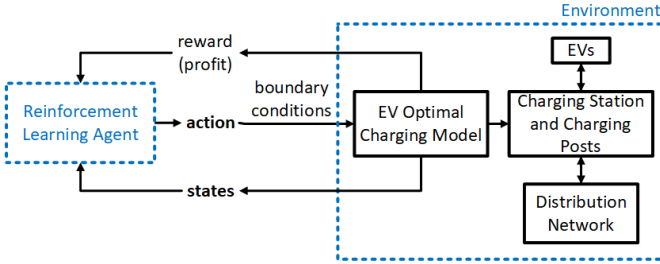 Environment
reward
(profit)
EVs
boundary
conditions
Reinforcement
Learning Agent
action
EV Optimal
Charging Model
Charging Station
and Charging
Posts
states
Distribution
Network